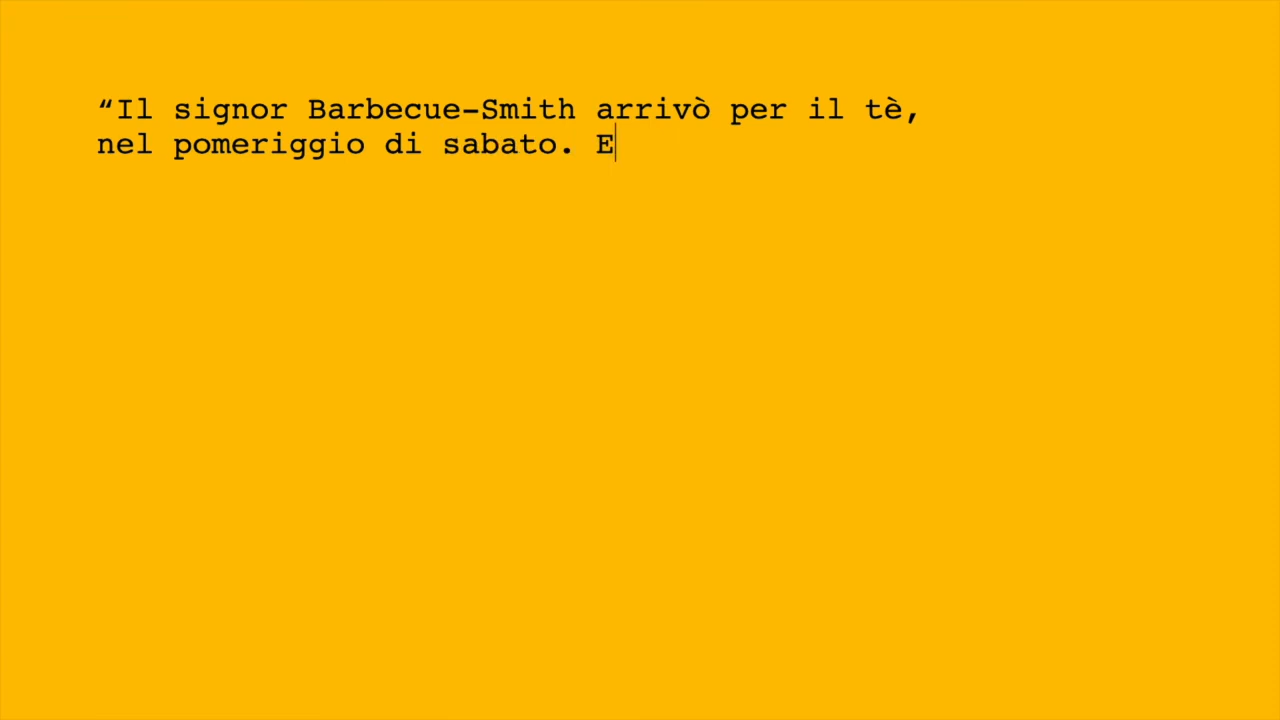 “Il signor Barbecue-Smith arrivò per il tè,
nel pomeriggio di sabato. E